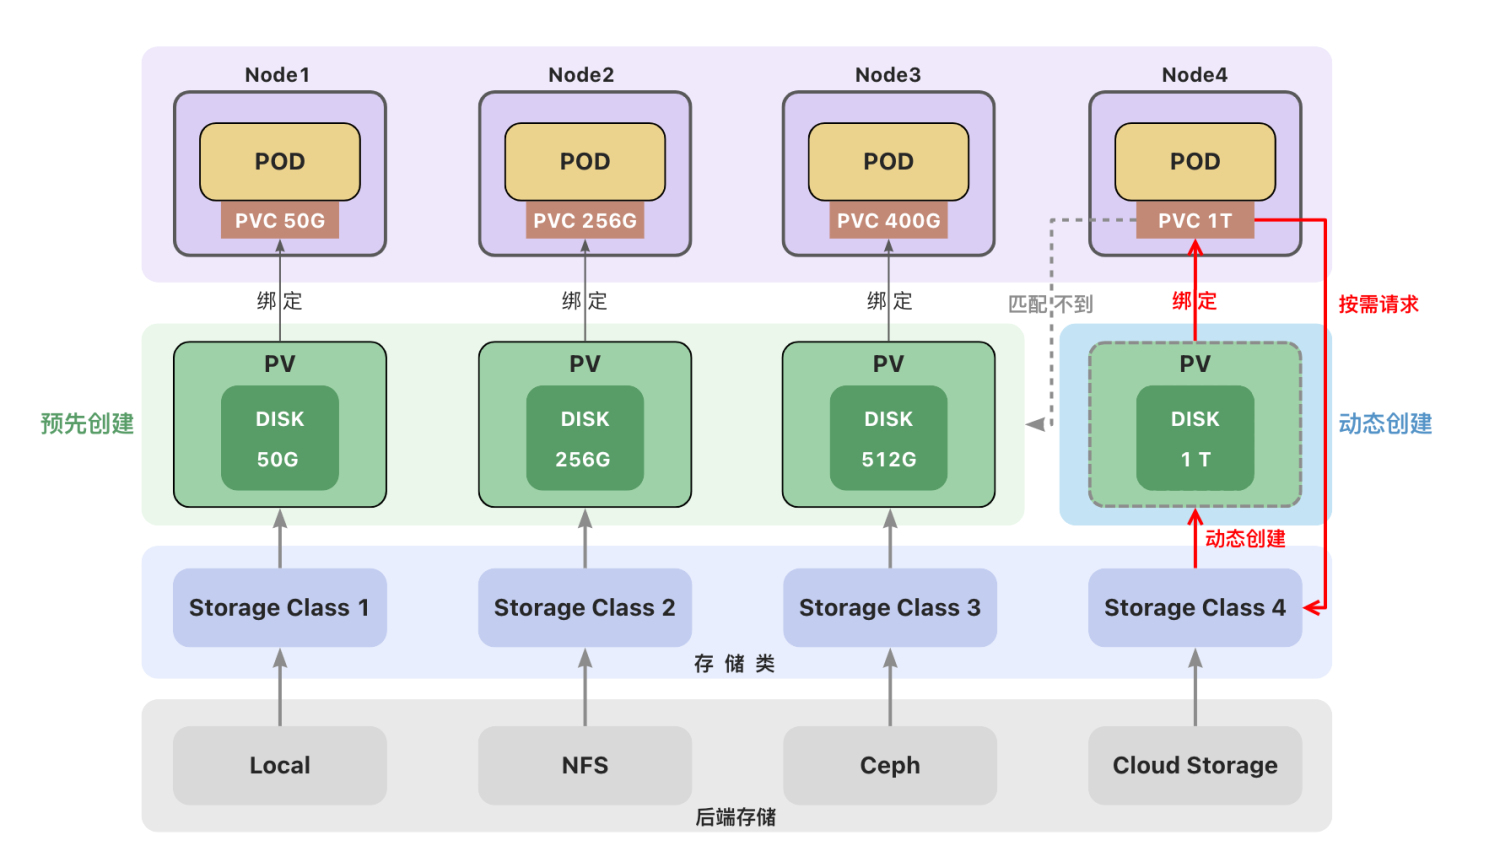 Node1
Node2
Node3
Node4
POD
POD
POD
POD
PVC 50G
PVC 256G
PVC 400G
PVC 1T
绑 定
绑 定
绑 定
匹配 不到
绑 定
按需请求
PV
PV
PV
PV
预先创建
DISK
50G
DISK
256G
DISK
512G
DISK
1 T
动态创建
动态创建
Storage Class 1
Storage Class 2
Storage Class 3
Storage Class 4
存 储 类
Local
NFS
Ceph
Cloud Storage
后端存储